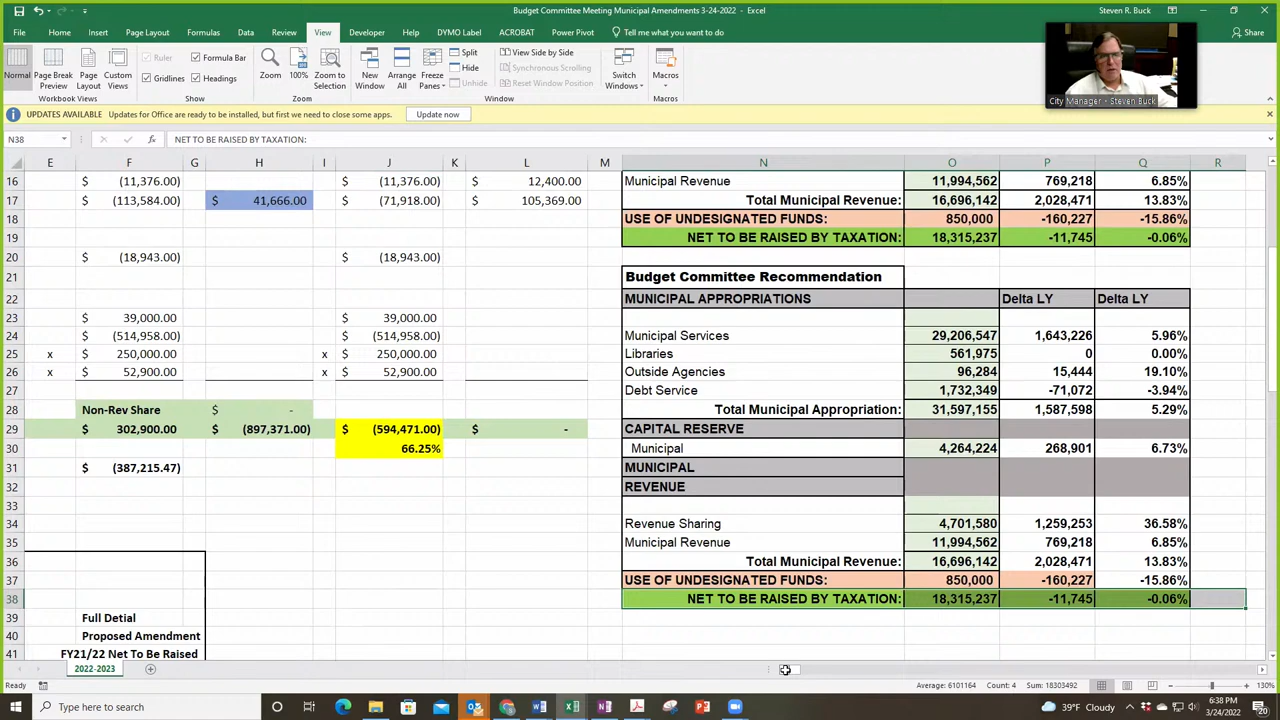 Budget Committee Meeting Municipal Amendments 3-24-2022 - Excel
Steven R. Buck
File Home Insert Page Layout Formulas Data Review View Developer Help DYMO Label ACROBAT Power Pivot Tell me what you want to do Share
Normal Page Break Preview Page Layout Custom Views Ruler Formula Bar Gridlines Headings Zoom 100% Zoom to Selection New Window Arrange All Freeze Panes Split Hide Unhide View Side by Side Synchronous Scrolling Reset Window Position Switch Windows Macros
Workbook Views Show Zoom Window Macros
City Manager - Steven Buck
UPDATES AVAILABLE Updates for Office are ready to be installed, but first we need to close some apps. Update now
N38 fx NET TO BE RAISED BY TAXATION:
E F G H I J K L M N O P Q R
16 $ (11,376.00) $ (11,376.00) $ 12,400.00 Municipal Revenue 11,994,562 769,218 6.85%
17 $ (113,584.00) $ 41,666.00 $ (71,918.00) $ 105,369.00 Total Municipal Revenue: 16,696,142 2,028,471 13.83%
18 USE OF UNDESIGNATED FUNDS: 850,000 -160,227 -15.86%
19 NET TO BE RAISED BY TAXATION: 18,315,237 -11,745 -0.06%
20 $ (18,943.00) $ (18,943.00)
21 Budget Committee Recommendation
22 MUNICIPAL APPROPRIATIONS Delta LY Delta LY
23 $ 39,000.00 $ 39,000.00
24 $ (514,958.00) $ (514,958.00) Municipal Services 29,206,547 1,643,226 5.96%
25 x $ 250,000.00 x $ 250,000.00 Libraries 561,975 0 0.00%
26 x $ 52,900.00 x $ 52,900.00 Outside Agencies 96,284 15,444 19.10%
27 Debt Service 1,732,349 -71,072 -3.94%
28 Non-Rev Share $ - Total Municipal Appropriation: 31,597,155 1,587,598 5.29%
29 $ 302,900.00 $ (897,371.00) $ (594,471.00) $ - CAPITAL RESERVE
30 66.25% Municipal 4,264,224 268,901 6.73%
31 $ (387,215.47) MUNICIPAL
32 REVENUE
33
34 Revenue Sharing 4,701,580 1,259,253 36.58%
35 Municipal Revenue 11,994,562 769,218 6.85%
36 Total Municipal Revenue: 16,696,142 2,028,471 13.83%
37 USE OF UNDESIGNATED FUNDS: 850,000 -160,227 -15.86%
38 NET TO BE RAISED BY TAXATION: 18,315,237 -11,745 -0.06%
39 Full Detial
40 Proposed Amendment
41 FY21/22 Net To Be Raised
2022-2023
Ready Average: 6101164 Count: 4 Sum: 18303492 130%
Type here to search 39°F Cloudy 6:38 PM
3/24/2022 20